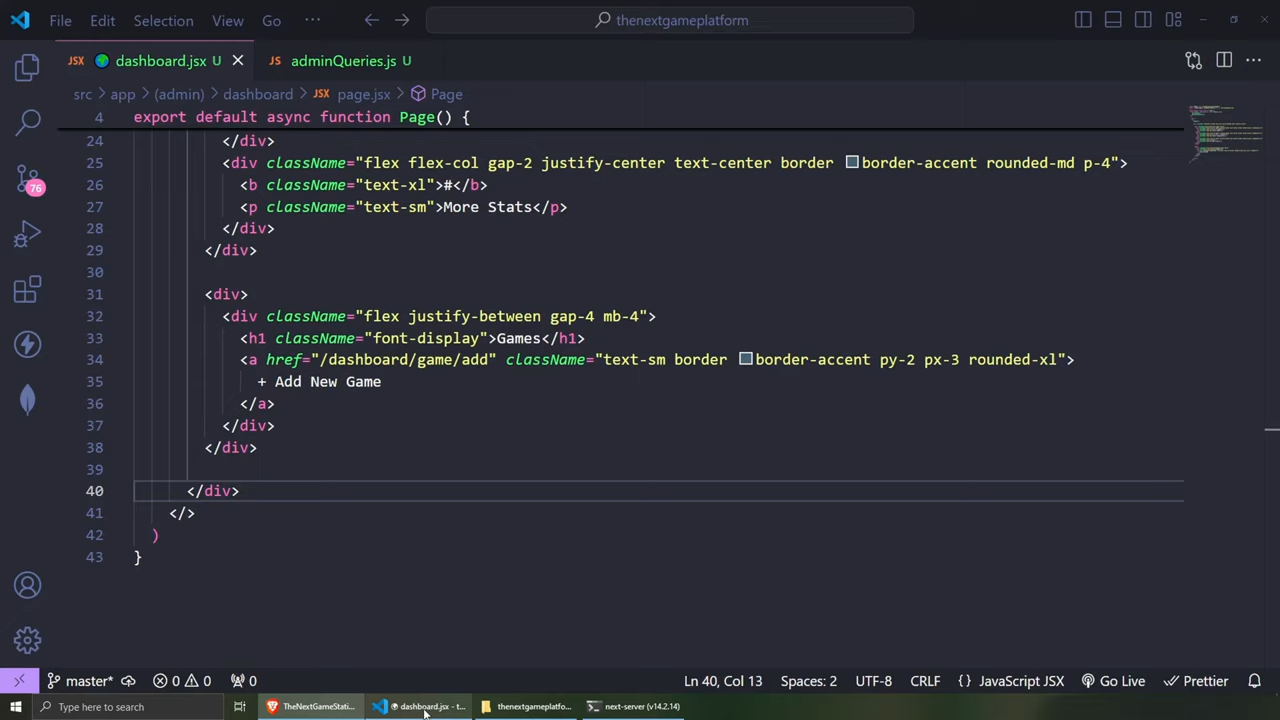 File Edit Selection View Go ··· thenextgameplatform
JSX dashboard.jsx U JS adminQueries.js U
src > app > (admin) > dashboard > JSX page.jsx > Page
4 export default async function Page() {
24 </div>
25 <div className="flex flex-col gap-2 justify-center text-center border border-accent rounded-md p-4">
26 <b className="text-xl">#</b>
27 <p className="text-sm">More Stats</p>
28 </div>
29 </div>
30
31 <div>
32 <div className="flex justify-between gap-4 mb-4">
33 <h1 className="font-display">Games</h1>
34 <a href="/dashboard/game/add" className="text-sm border border-accent py-2 px-3 rounded-xl">
35 + Add New Game
36 </a>
37 </div>
38 </div>
39
40 </div>
41 </>
42 )
43 }
76
master* 0 0 0 Ln 40, Col 13 Spaces: 2 UTF-8 CRLF {} JavaScript JSX Go Live Prettier
Type here to search TheNextGameStati... dashboard.jsx - t... thenextgameplatfo... next-server (v14.2.14)